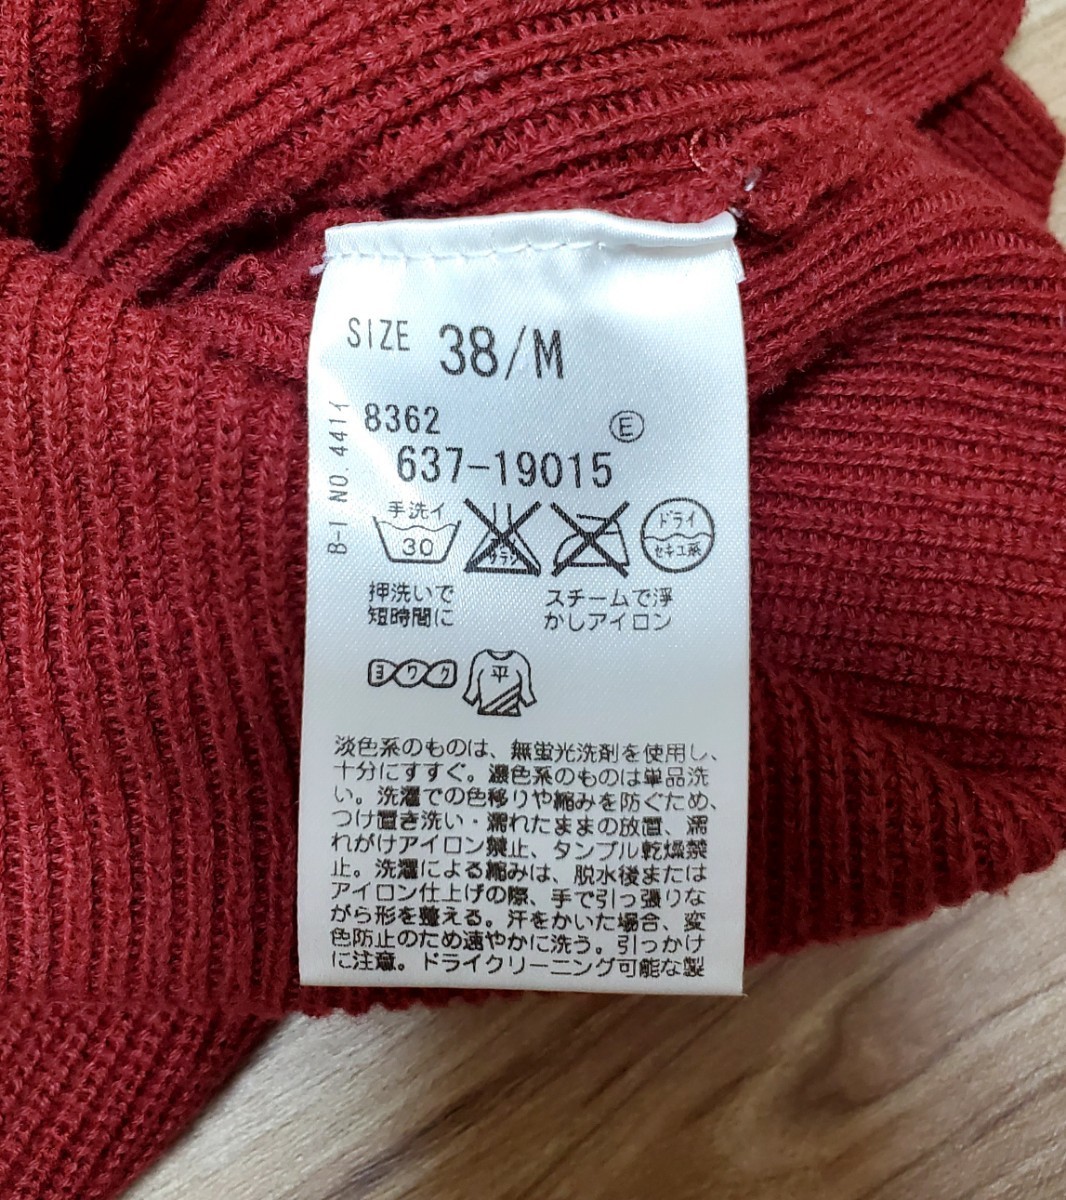 SIZE 38/M
8362 Ⓔ
637-19015
B-1 NO.441イ
手洗イ
30
サラシ
ドライ
セキユ系
押洗いで
短時間に
スチームで浮
かしアイロン
ヨワク
平
淡色系のものは、無蛍光洗剤を使用し、
十分にすすぐ。濃色系のものは単品洗
い。洗濯での色移りや縮みを防ぐため、
つけ置き洗い・濡れたままの放置、濡
れがけアイロン禁止、タンブル乾燥禁
止。洗濯による縮みは、脱水後または
アイロン仕上げの際、手で引っ張りな
がら形を整える。汗をかいた場合、変
色防止のため速やかに洗う。引っかけ
に注意。ドライクリーニング可能な製